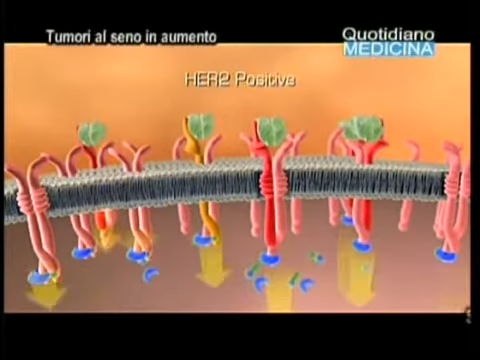 Tumori al seno in aumento
Quotidiano
MEDICINA
HER2 Positive